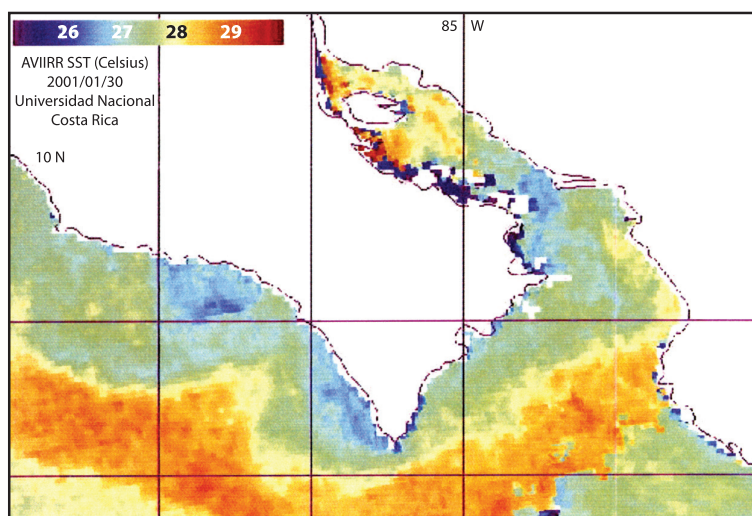 26 27 28 29
85 W
AVIIRR SST (Celsius)
2001/01/30
Universidad Nacional
Costa Rica
10 N